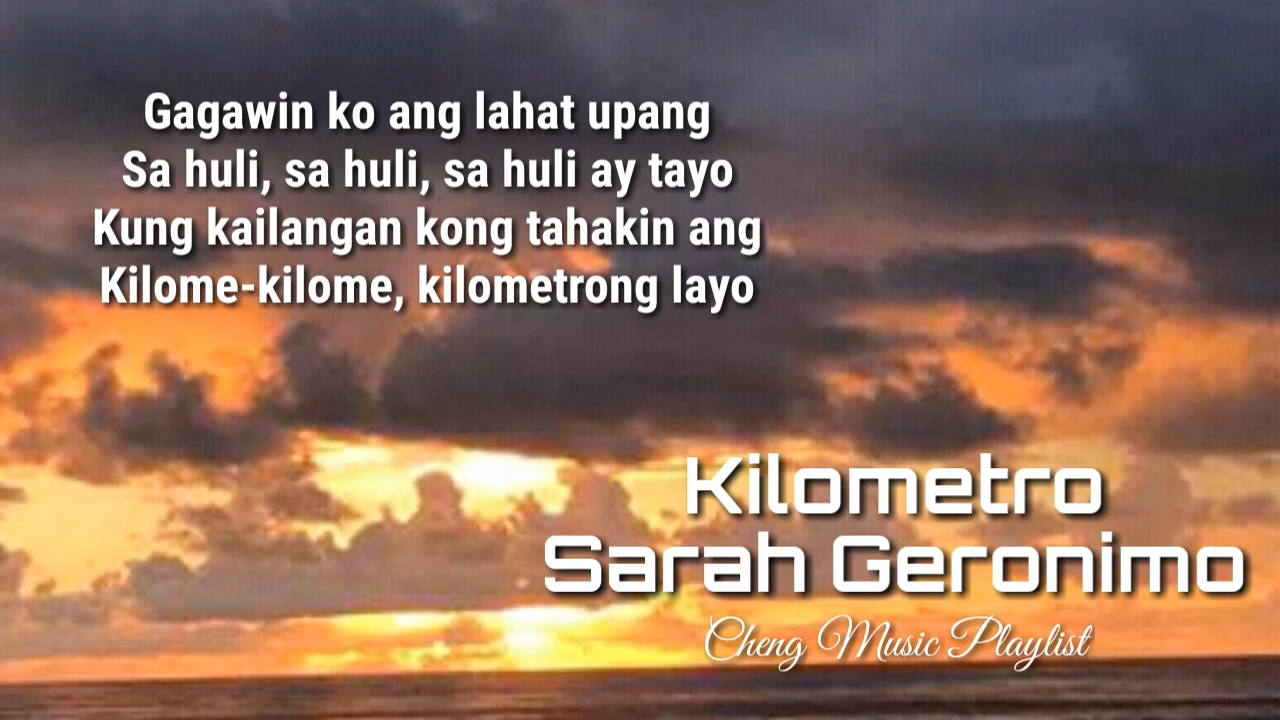 Gagawin ko ang lahat upang
Sa huli, sa huli, sa huli ay tayo
Kung kailangan kong tahakin ang
Kilome-kilome, kilometrong layo
Kilometro
Sarah Geronimo
Cheng Music Playlist